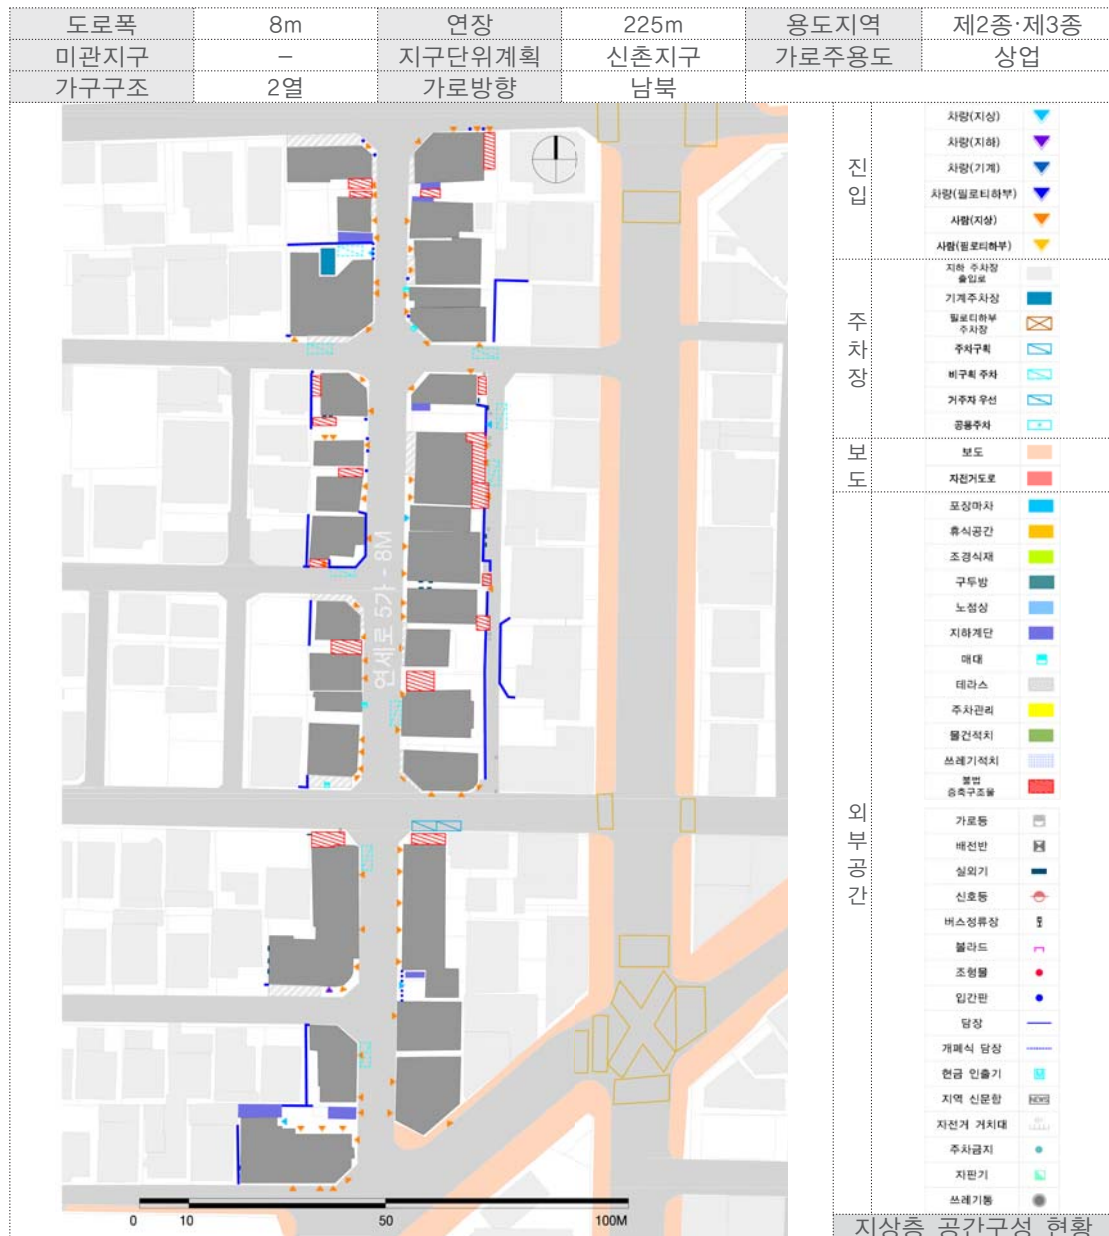 도로폭 8m 연장 225m 용도지역 제2종·제3종
미관지구 – 지구단위계획 신촌지구 가로주용도 상업
가구구조 2열 가로방향 남북
연세로 5가 - 8M
0 10 50 100M
진입
차량(지상)
차량(지하)
차량(기계)
차량(필로티하부)
사람(지상)
사람(필로티하부)
주차장
지하 주차장
출입로
기계주차장
필로티하부
주차장
주차구획
비구획 주차
거주자 우선
공용주차
보도
보도
자전거도로
외부공간
포장마차
휴식공간
조경식재
구두방
노점상
지하계단
매대
테라스
주차관리
물건적치
쓰레기적치
불법
증축구조물
가로등
배전반
실외기
신호등
버스정류장
볼라드
조형물
입간판
담장
개폐식 담장
현금 인출기
지역 신문함
NEWS
자전거 거치대
주차금지
자판기
쓰레기통
지상층 공간구성 현황